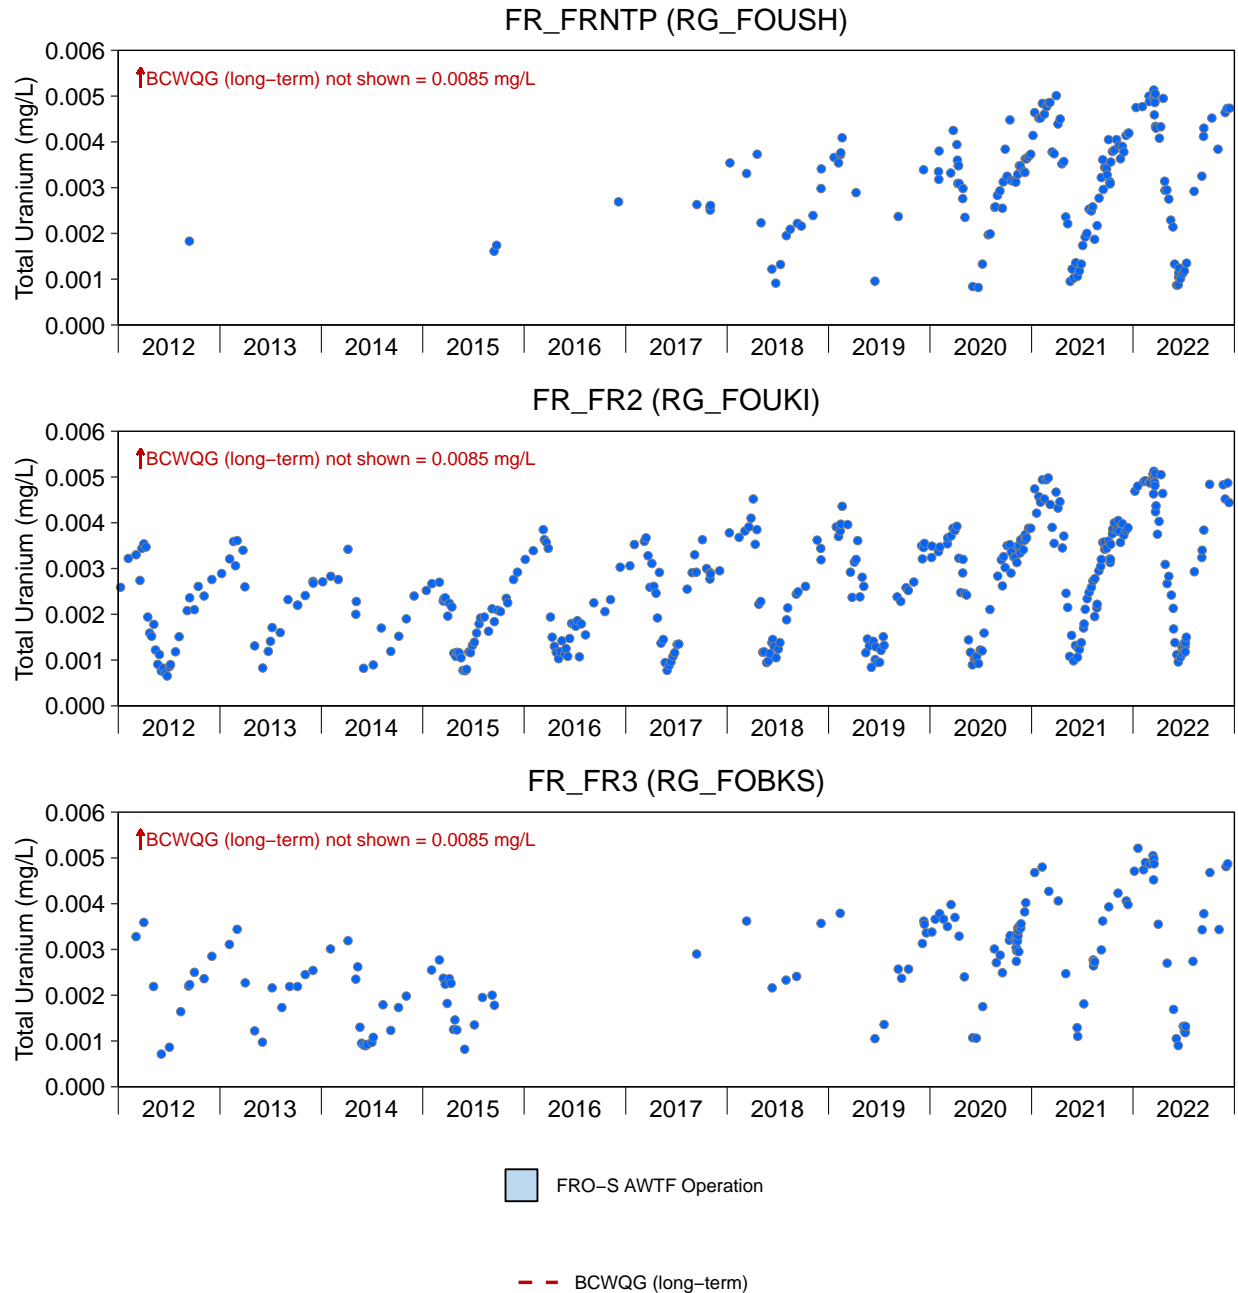 FR_FRNTP (RG_FOUSH)
Total Uranium (mg/L)
0.006
0.005
0.004
0.003
0.002
0.001
0.000
BCWQG (long−term) not shown = 0.0085 mg/L
2012 2013 2014 2015 2016 2017 2018 2019 2020 2021 2022
FR_FR2 (RG_FOUKI)
Total Uranium (mg/L)
0.006
0.005
0.004
0.003
0.002
0.001
0.000
BCWQG (long−term) not shown = 0.0085 mg/L
2012 2013 2014 2015 2016 2017 2018 2019 2020 2021 2022
FR_FR3 (RG_FOBKS)
Total Uranium (mg/L)
0.006
0.005
0.004
0.003
0.002
0.001
0.000
BCWQG (long−term) not shown = 0.0085 mg/L
2012 2013 2014 2015 2016 2017 2018 2019 2020 2021 2022
FRO−S AWTF Operation
BCWQG (long−term)